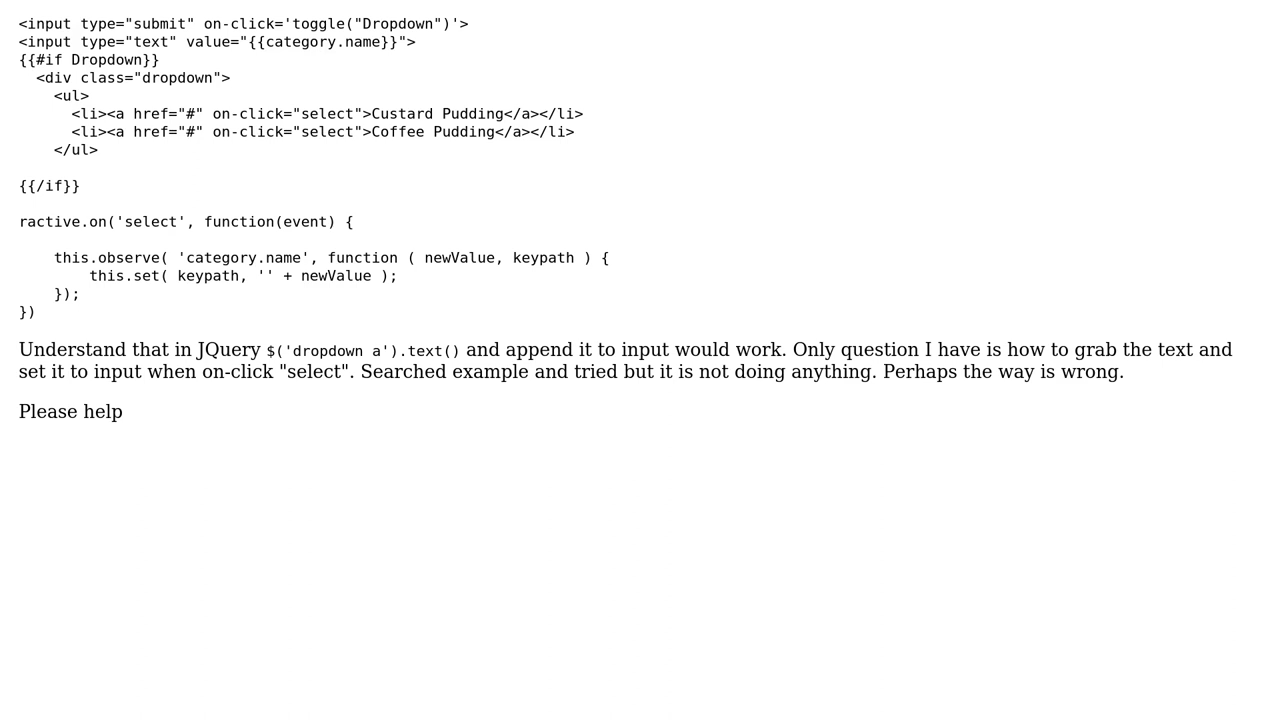 <input type="submit" on-click='toggle("Dropdown")'>
<input type="text" value="{{category.name}}">
{{#if Dropdown}}
  <div class="dropdown">
    <ul>
      <li><a href="#" on-click="select">Custard Pudding</a></li>
      <li><a href="#" on-click="select">Coffee Pudding</a></li>
    </ul>

{{/if}}

ractive.on('select', function(event) {

    this.observe( 'category.name', function ( newValue, keypath ) {
        this.set( keypath, '' + newValue );
    });
})

Understand that in JQuery $('dropdown a').text() and append it to input would work. Only question I have is how to grab the text and
set it to input when on-click "select". Searched example and tried but it is not doing anything. Perhaps the way is wrong.

Please help